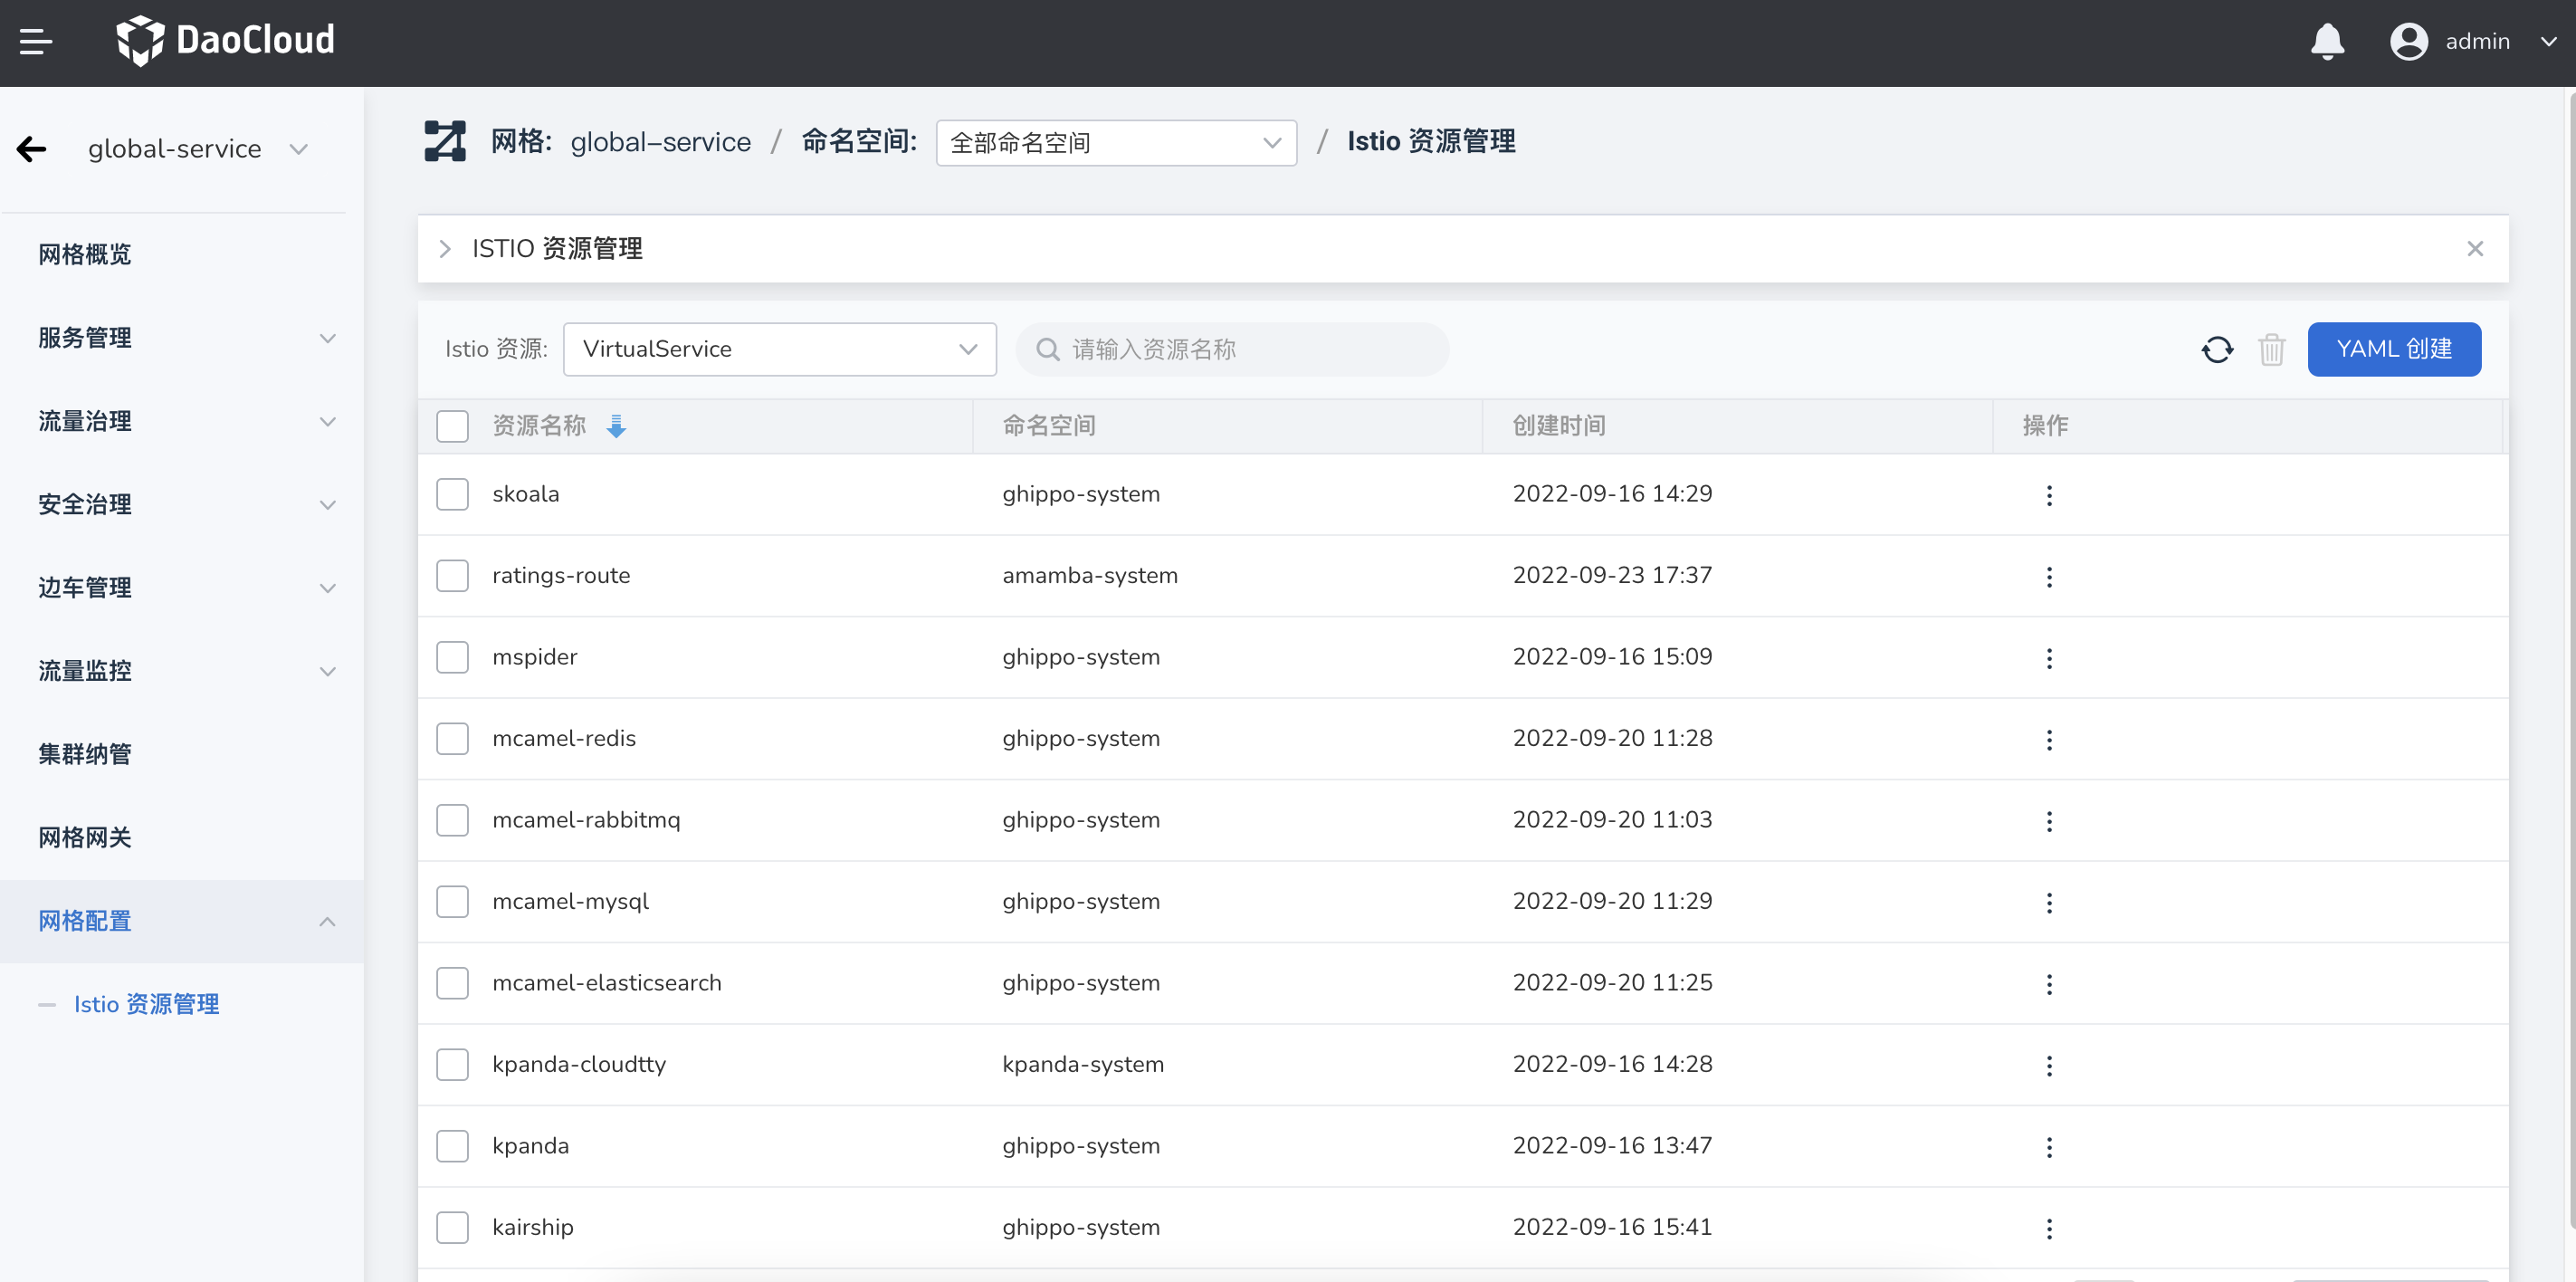 DaoCloud
admin
global-service
网格: global-service / 命名空间: 全部命名空间 / Istio 资源管理
网格概览
服务管理
流量治理
安全治理
边车管理
流量监控
集群纳管
网格网关
网格配置
Istio 资源管理
ISTIO 资源管理
Istio 资源: VirtualService 请输入资源名称 YAML 创建
资源名称 命名空间 创建时间 操作
skoala ghippo-system 2022-09-16 14:29
ratings-route amamba-system 2022-09-23 17:37
mspider ghippo-system 2022-09-16 15:09
mcamel-redis ghippo-system 2022-09-20 11:28
mcamel-rabbitmq ghippo-system 2022-09-20 11:03
mcamel-mysql ghippo-system 2022-09-20 11:29
mcamel-elasticsearch ghippo-system 2022-09-20 11:25
kpanda-cloudtty kpanda-system 2022-09-16 14:28
kpanda ghippo-system 2022-09-16 13:47
kairship ghippo-system 2022-09-16 15:41